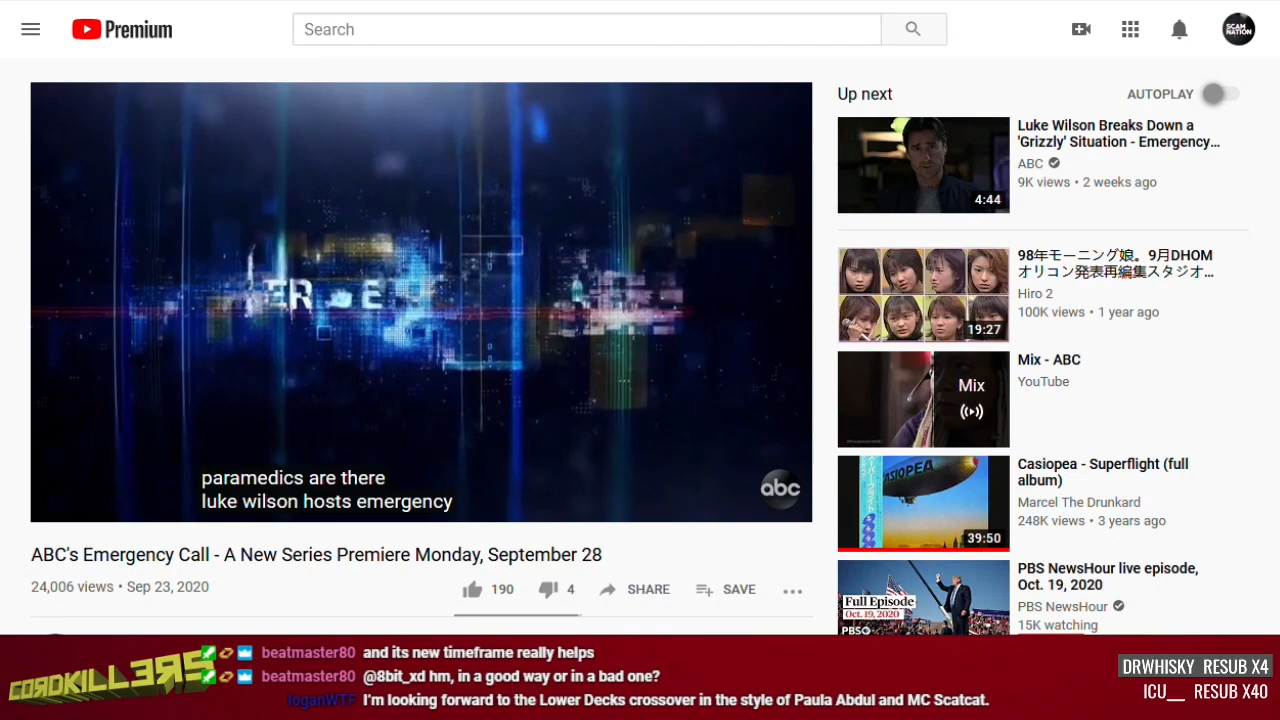 Premium
Search
SCAM
NATION
paramedics are there
luke wilson hosts emergency
abc
ABC's Emergency Call - A New Series Premiere Monday, September 28
24,006 views • Sep 23, 2020
190
4
SHARE
SAVE
Up next
AUTOPLAY
4:44
Luke Wilson Breaks Down a
'Grizzly' Situation - Emergency...
ABC
9K views • 2 weeks ago
19:27
98年モーニング娘。9月DHOM
オリコン発表再編集スタジオ...
Hiro 2
100K views • 1 year ago
Mix
Mix - ABC
YouTube
CASIOPEA
39:50
Casiopea - Superflight (full
album)
Marcel The Drunkard
248K views • 3 years ago
Full Episode
Oct. 19, 2020
PBS
PBS NewsHour live episode,
Oct. 19, 2020
PBS NewsHour
15K watching
CORDKILLERS
beatmaster80 and its new timeframe really helps
beatmaster80 @8bit_xd hm, in a good way or in a bad one?
loganWTF I'm looking forward to the Lower Decks crossover in the style of Paula Abdul and MC Scatcat.
DRWHISKY RESUB X4
ICU__ RESUB X40